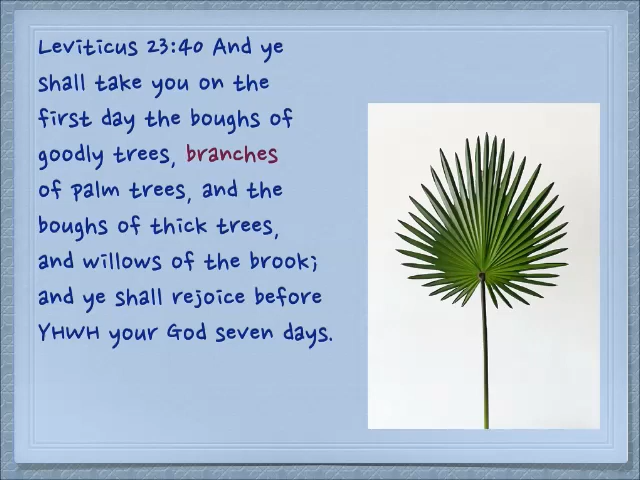 Leviticus 23:40 And ye
shall take you on the
first day the boughs of
goodly trees, branches
of palm trees, and the
boughs of thick trees,
and willows of the brook;
and ye shall rejoice before
YHWH your God seven days.